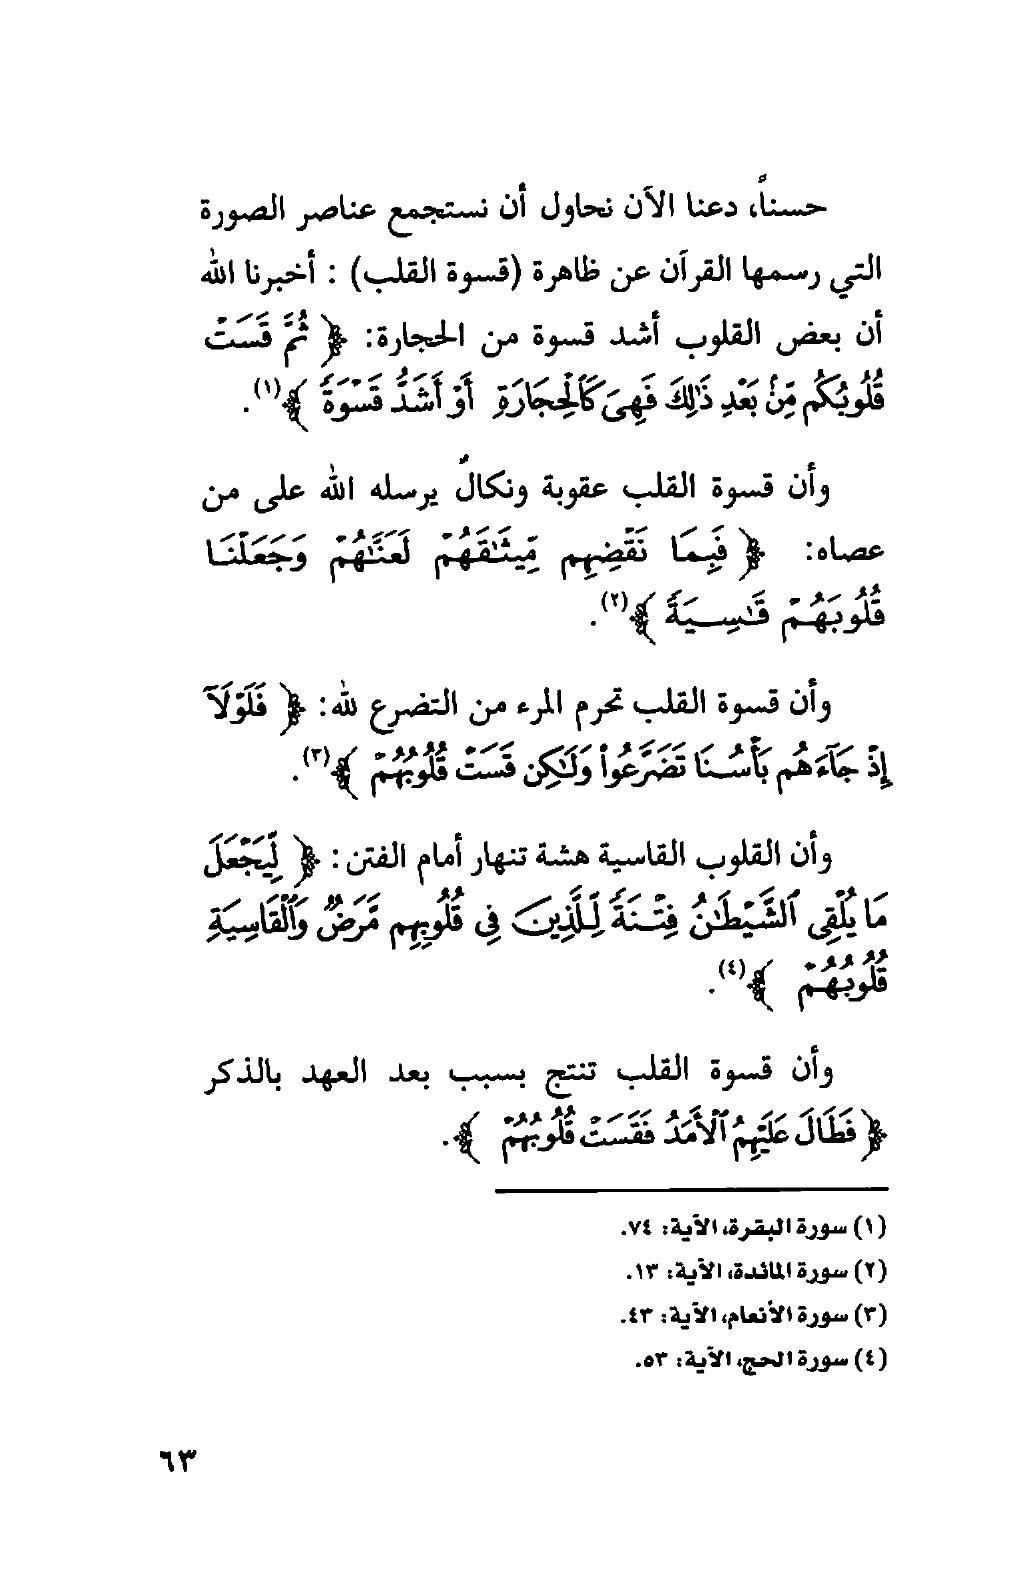 حسناً، دعنا الآن نحاول أن نستجمع عناصر الصورة
التي رسمها القرآن عن ظاهرة (قسوة القلب) : أخبرنا الله
أن بعض القلوب أشد قسوة من الحجارة: ﴿ ثُمَّ قَسَتْ
قُلُوبُكُم مِّنۢ بَعْدِ ذَٰلِكَ فَهِىَ كَٱلْحِجَارَةِ أَوْ أَشَدُّ قَسْوَةً ﴾(١).
وأن قسوة القلب عقوبة ونكالٌ يرسله الله على من
عصاه: ﴿ فَبِمَا نَقْضِهِم مِّيثَـٰقَهُمْ لَعَنَّـٰهُمْ وَجَعَلْنَا
قُلُوبَهُمْ قَـٰسِيَةً ﴾(٢).
وأن قسوة القلب تحرم المرء من التضرع لله: ﴿ فَلَوْلَآ
إِذْ جَآءَهُم بَأْسُنَا تَضَرَّعُوا۟ وَلَـٰكِن قَسَتْ قُلُوبُهُمْ ﴾(٣).
وأن القلوب القاسية هشة تنهار أمام الفتن: ﴿ لِّيَجْعَلَ
مَا يُلْقِى ٱلشَّيْطَـٰنُ فِتْنَةً لِّلَّذِينَ فِى قُلُوبِهِم مَّرَضٌ وَٱلْقَاسِيَةِ
قُلُوبُهُمْ ﴾(٤).
وأن قسوة القلب تنتج بسبب بعد العهد بالذكر
﴿ فَطَالَ عَلَيْهِمُ ٱلْأَمَدُ فَقَسَتْ قُلُوبُهُمْ ﴾.
(١) سورة البقرة، الآية: ٧٤.
(٢) سورة المائدة، الآية: ١٣.
(٣) سورة الأنعام، الآية: ٤٣.
(٤) سورة الحج، الآية: ٥٣.
٦٣